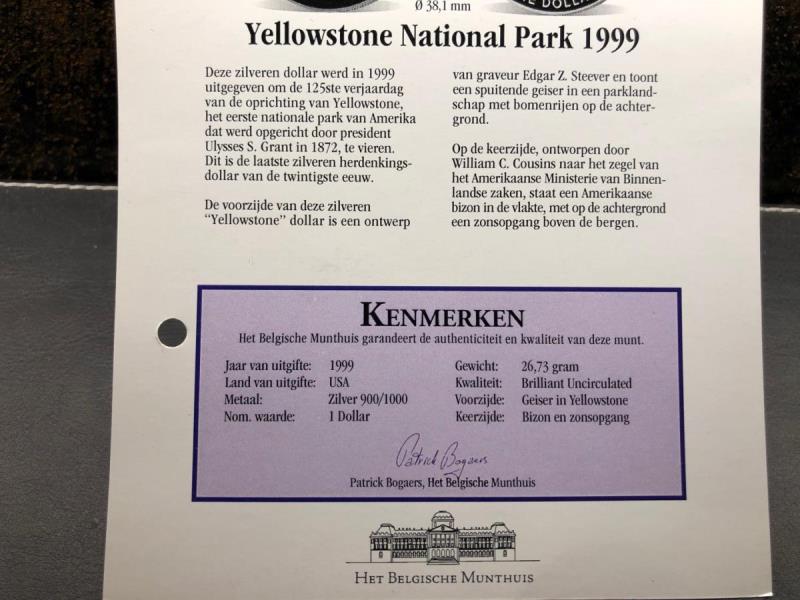 Ø 38,1 mm
E DOLLA
Yellowstone National Park 1999
Deze zilveren dollar werd in 1999
uitgegeven om de 125ste verjaardag
van de oprichting van Yellowstone,
het eerste nationale park van Amerika
dat werd opgericht door president
Ulysses S. Grant in 1872, te vieren.
Dit is de laatste zilveren herdenkings-
dollar van de twintigste eeuw.
De voorzijde van deze zilveren
“Yellowstone” dollar is een ontwerp
van graveur Edgar Z. Steever en toont
een spuitende geiser in een parkland-
schap met bomenrijen op de achter-
grond.
Op de keerzijde, ontworpen door
William C. Cousins naar het zegel van
het Amerikaanse Ministerie van Binnen-
landse zaken, staat een Amerikaanse
bizon in de vlakte, met op de achtergrond
een zonsopgang boven de bergen.
KENMERKEN
Het Belgische Munthuis garandeert de authenticiteit en kwaliteit van deze munt.
Jaar van uitgifte: 1999
Land van uitgifte: USA
Metaal: Zilver 900/1000
Nom. waarde: 1 Dollar
Gewicht: 26,73 gram
Kwaliteit: Brilliant Uncirculated
Voorzijde: Geiser in Yellowstone
Keerzijde: Bizon en zonsopgang
Patrick Bogaers
Patrick Bogaers, Het Belgische Munthuis
HET BELGISCHE MUNTHUIS